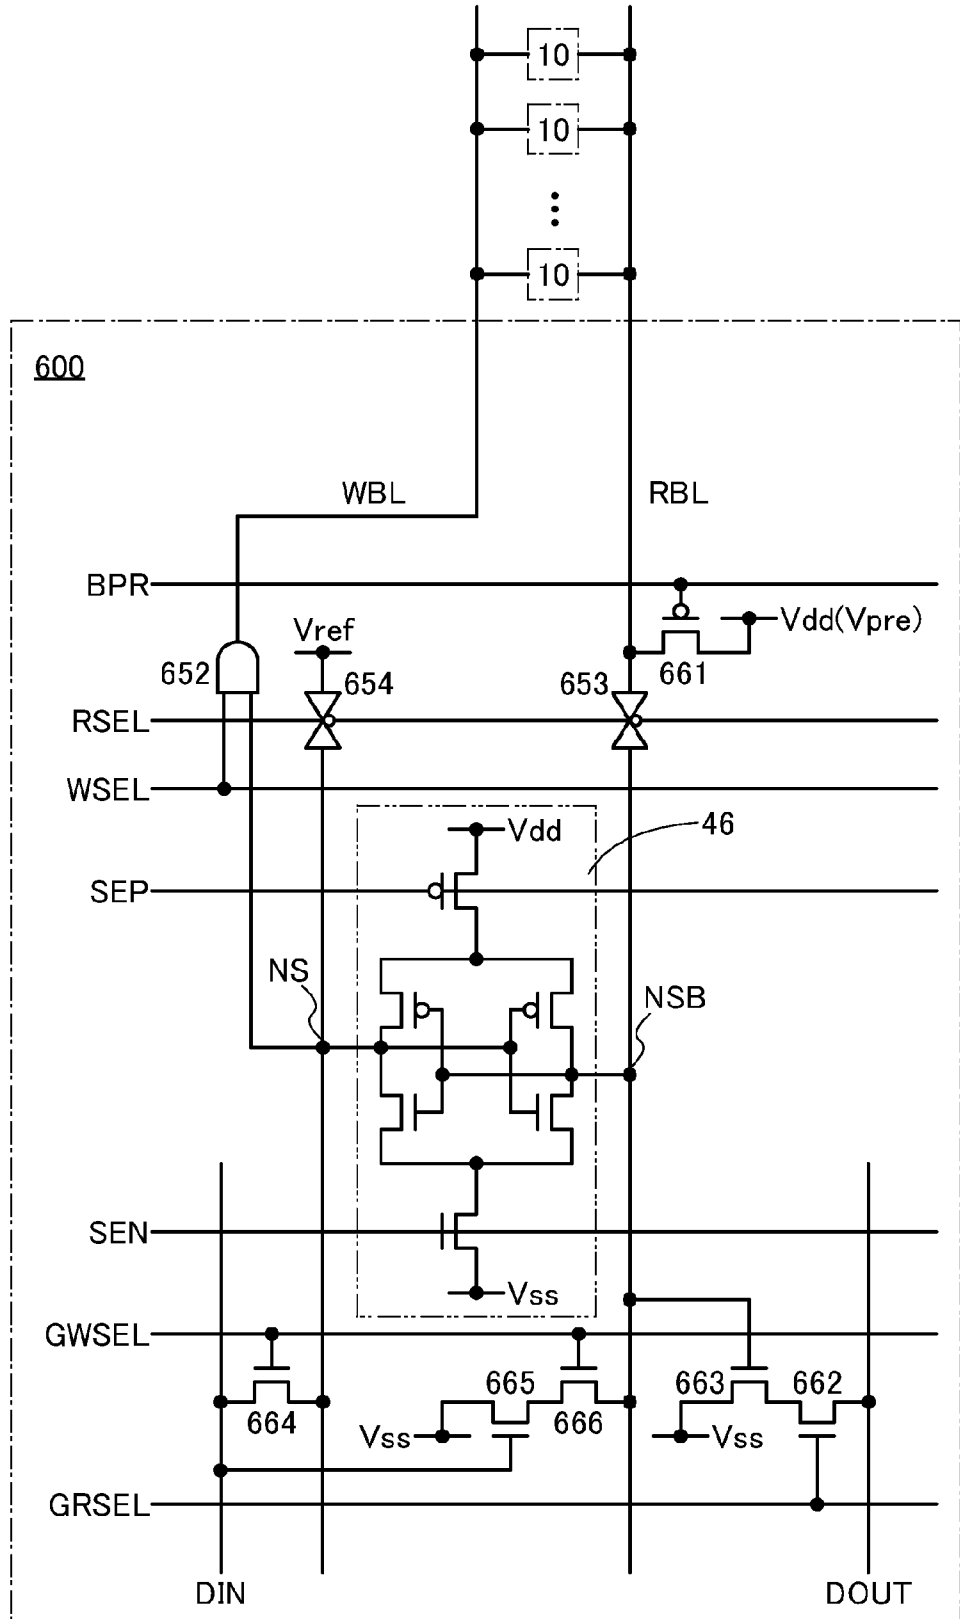 10
10
10
600
WBL
RBL
BPR
Vdd(Vpre)
Vref
652
654
653
661
RSEL
WSEL
Vdd
46
SEP
NS
NSB
SEN
Vss
GWSEL
665
663
662
664
666
Vss
Vss
GRSEL
DIN
DOUT